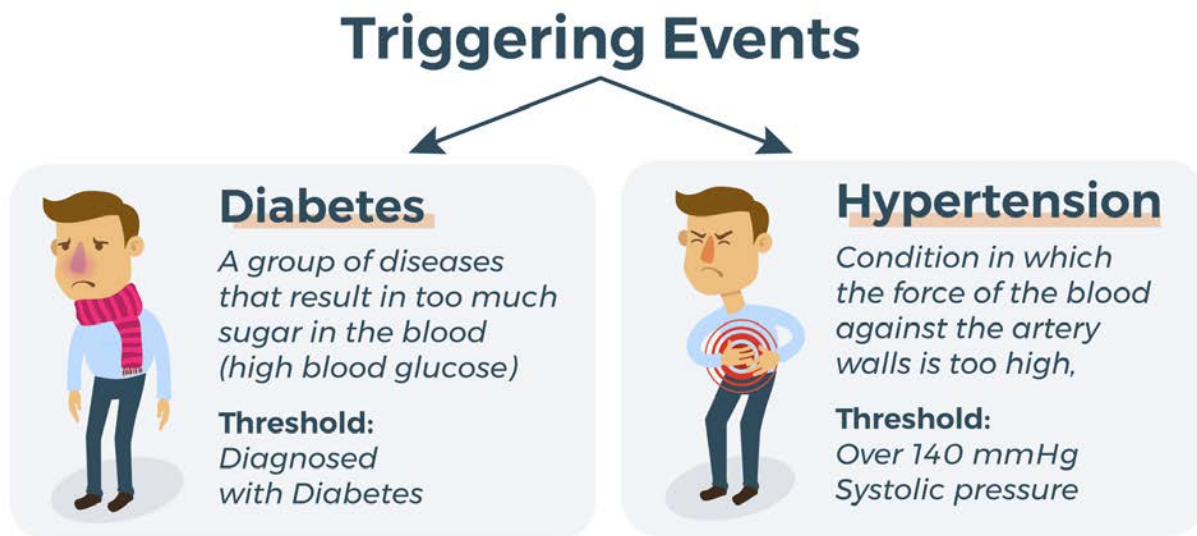 Triggering Events
Diabetes
A group of diseases
that result in too much
sugar in the blood
(high blood glucose)
Threshold:
Diagnosed
with Diabetes
Hypertension
Condition in which
the force of the blood
against the artery
walls is too high,
Threshold:
Over 140 mmHg
Systolic pressure